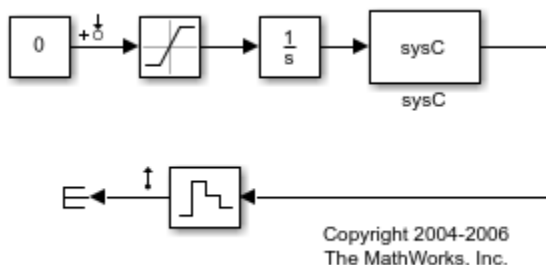 0
1
s
sysC
sysC
Copyright 2004-2006
The MathWorks, Inc.